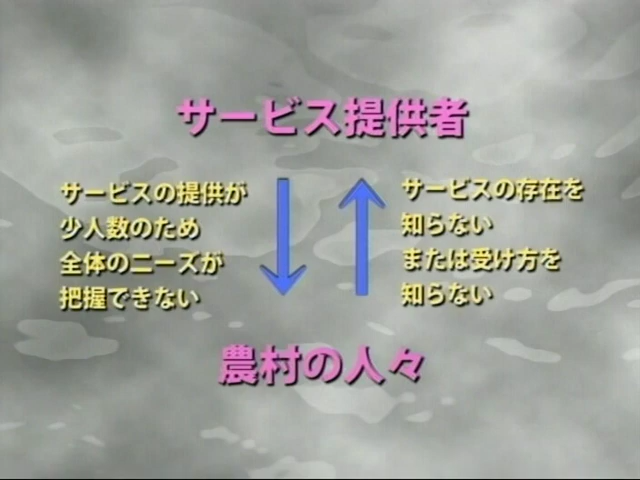 サービス提供者
サービスの提供が
少人数のため
全体のニーズが
把握できない
サービスの存在を
知らない
または受け方を
知らない
農村の人々